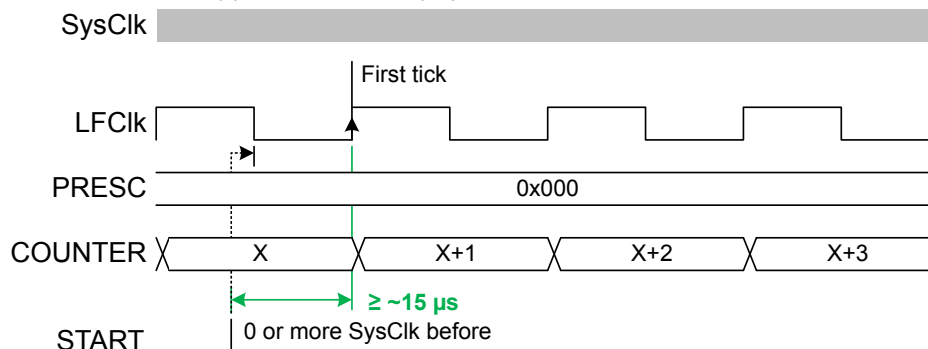 SysClk
First tick
LFClk
PRESC
0x000
COUNTER
X
X+1
X+2
X+3
≥ ~15 µs
0 or more SysClk before
START